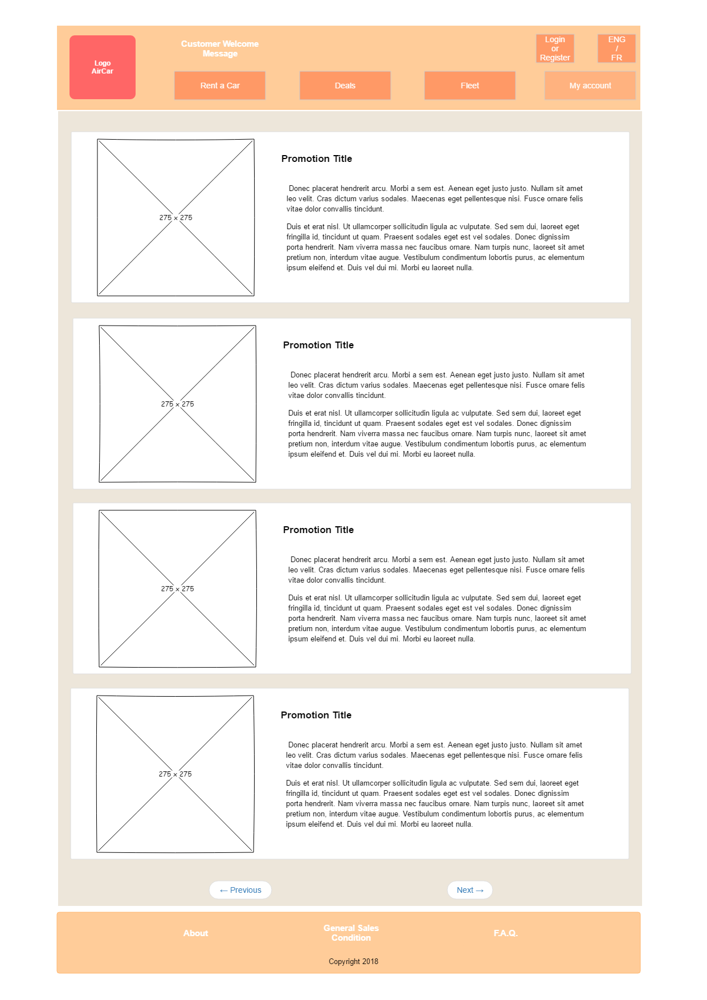 Logo
AirCar
Customer Welcome
Message
Login
or
Register
ENG
/
FR
Rent a Car
Deals
Fleet
My account
275 x 275
Promotion Title
Donec placerat hendrerit arcu. Morbi a sem est. Aenean eget justo justo. Nullam sit amet
leo velit. Cras dictum varius sodales. Maecenas eget pellentesque nisi. Fusce ornare felis
vitae dolor convallis tincidunt.
Duis et erat nisl. Ut ullamcorper sollicitudin ligula ac vulputate. Sed sem dui, laoreet eget
fringilla id, tincidunt ut quam. Praesent sodales eget est vel sodales. Donec dignissim
porta hendrerit. Nam viverra massa nec faucibus ornare. Nam turpis nunc, laoreet sit amet
pretium non, interdum vitae augue. Vestibulum condimentum lobortis purus, ac elementum
ipsum eleifend et. Duis vel dui mi. Morbi eu laoreet nulla.
275 x 275
Promotion Title
Donec placerat hendrerit arcu. Morbi a sem est. Aenean eget justo justo. Nullam sit amet
leo velit. Cras dictum varius sodales. Maecenas eget pellentesque nisi. Fusce ornare felis
vitae dolor convallis tincidunt.
Duis et erat nisl. Ut ullamcorper sollicitudin ligula ac vulputate. Sed sem dui, laoreet eget
fringilla id, tincidunt ut quam. Praesent sodales eget est vel sodales. Donec dignissim
porta hendrerit. Nam viverra massa nec faucibus ornare. Nam turpis nunc, laoreet sit amet
pretium non, interdum vitae augue. Vestibulum condimentum lobortis purus, ac elementum
ipsum eleifend et. Duis vel dui mi. Morbi eu laoreet nulla.
275 x 275
Promotion Title
Donec placerat hendrerit arcu. Morbi a sem est. Aenean eget justo justo. Nullam sit amet
leo velit. Cras dictum varius sodales. Maecenas eget pellentesque nisi. Fusce ornare felis
vitae dolor convallis tincidunt.
Duis et erat nisl. Ut ullamcorper sollicitudin ligula ac vulputate. Sed sem dui, laoreet eget
fringilla id, tincidunt ut quam. Praesent sodales eget est vel sodales. Donec dignissim
porta hendrerit. Nam viverra massa nec faucibus ornare. Nam turpis nunc, laoreet sit amet
pretium non, interdum vitae augue. Vestibulum condimentum lobortis purus, ac elementum
ipsum eleifend et. Duis vel dui mi. Morbi eu laoreet nulla.
275 x 275
Promotion Title
Donec placerat hendrerit arcu. Morbi a sem est. Aenean eget justo justo. Nullam sit amet
leo velit. Cras dictum varius sodales. Maecenas eget pellentesque nisi. Fusce ornare felis
vitae dolor convallis tincidunt.
Duis et erat nisl. Ut ullamcorper sollicitudin ligula ac vulputate. Sed sem dui, laoreet eget
fringilla id, tincidunt ut quam. Praesent sodales eget est vel sodales. Donec dignissim
porta hendrerit. Nam viverra massa nec faucibus ornare. Nam turpis nunc, laoreet sit amet
pretium non, interdum vitae augue. Vestibulum condimentum lobortis purus, ac elementum
ipsum eleifend et. Duis vel dui mi. Morbi eu laoreet nulla.
← Previous
Next →
About
General Sales
Condition
F.A.Q.
Copyright 2018